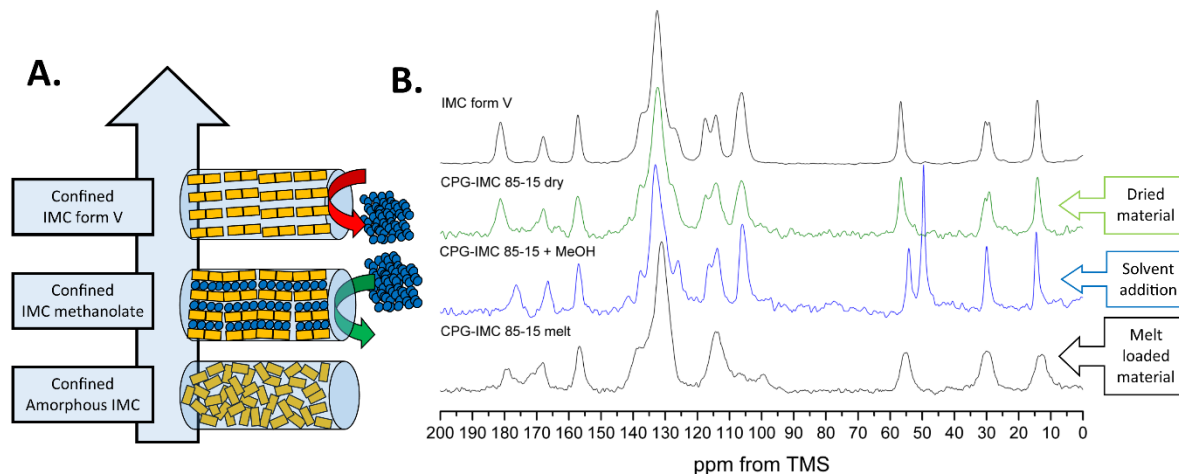 A.
Confined
IMC form V
Confined
IMC methanolate
Confined
Amorphous IMC
B.
IMC form V
CPG-IMC 85-15 dry
CPG-IMC 85-15 + MeOH
CPG-IMC 85-15 melt
Dried
material
Solvent
addition
Melt
loaded
material
200 190 180 170 160 150 140 130 120 110 100 90 80 70 60 50 40 30 20 10 0
ppm from TMS